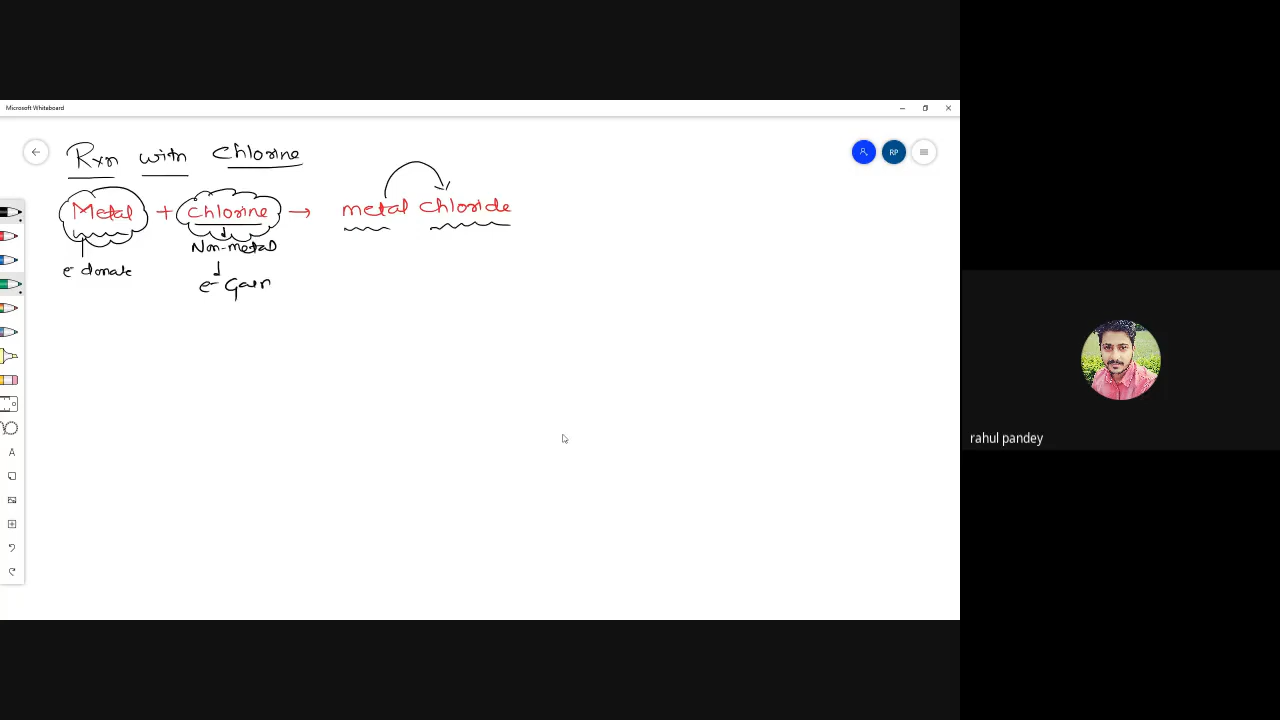 Microsoft Whiteboard
Rxn with Chlorine
RP
Metal + Chlorine → metal chloride
Non-metal
e- donate
e- Gain
A
rahul pandey